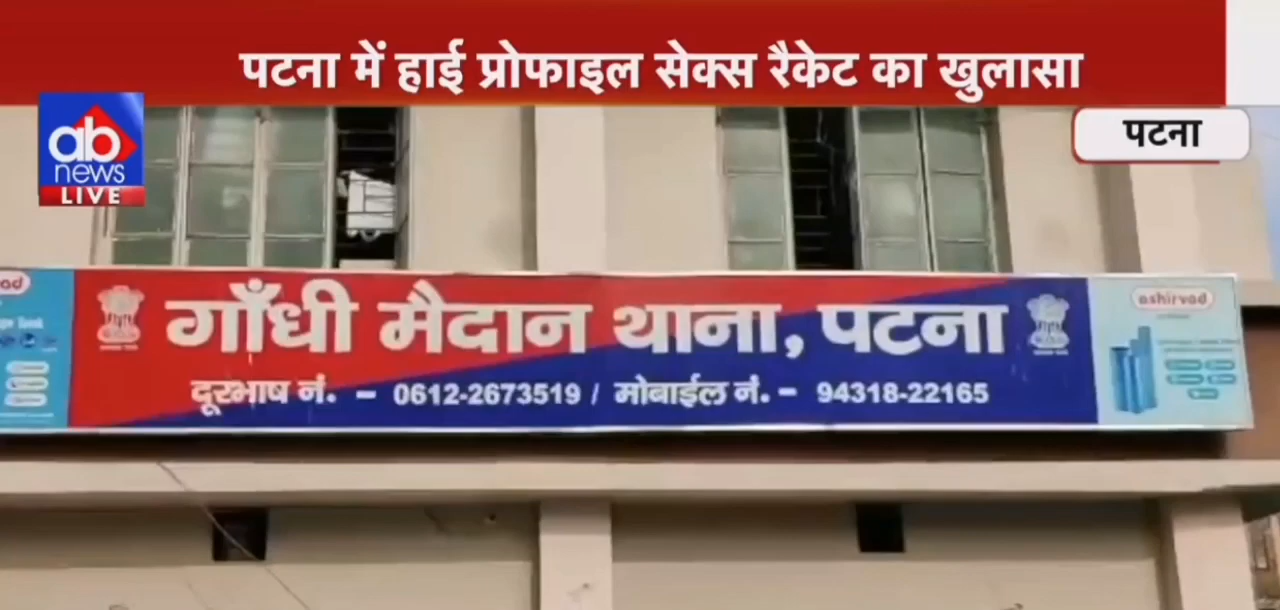 पटना में हाई प्रोफाइल सेक्स रैकेट का खुलासा
ab
news
LIVE
पटना
गाँधी मैदान थाना, पटना
दूरभाष नं. - 0612-2673519 / मोबाईल नं. - 94318-22165
ashirvad